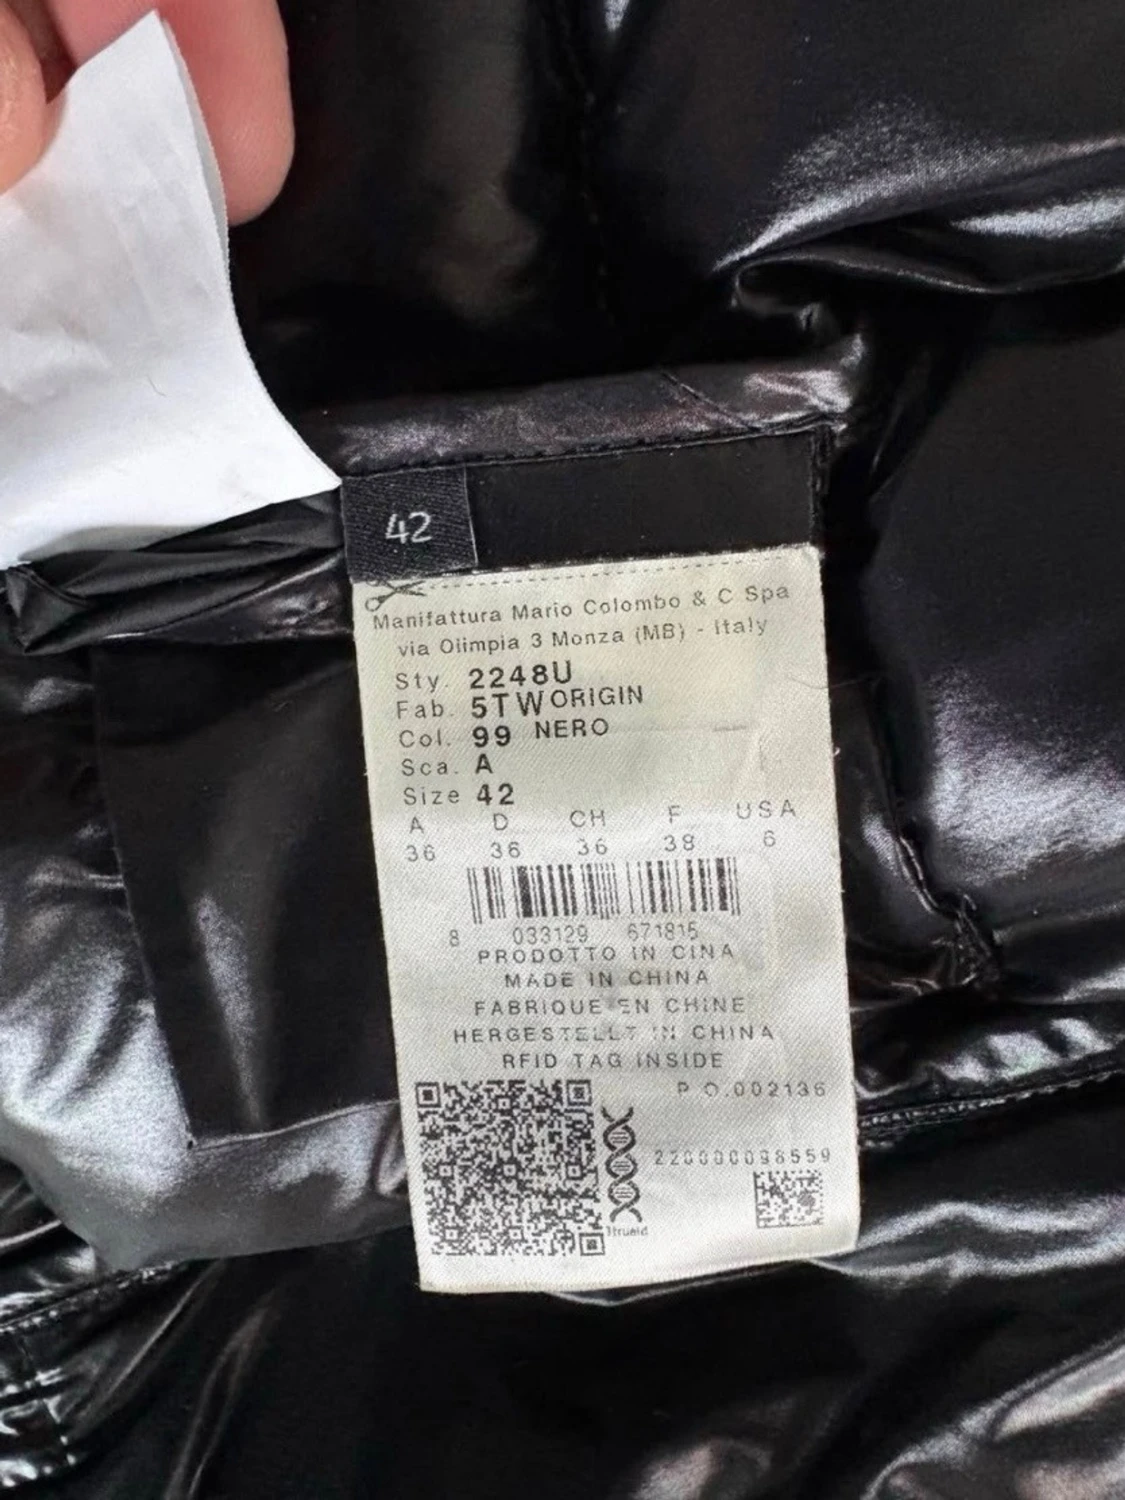 42
Manifattura Mario Colombo & C Spa
via Olimpia 3 Monza (MB) - Italy
Sty. 2248U
Fab. 5TW ORIGIN
Col. 99 NERO
Sca. A
Size 42
A D CH F USA
36 36 36 38 6
8 033129 671815
PRODOTTO IN CINA
MADE IN CHINA
FABRIQUE EN CHINE
HERGESTELLT IN CHINA
RFID TAG INSIDE
P.O.002136
220000098559
1trueid